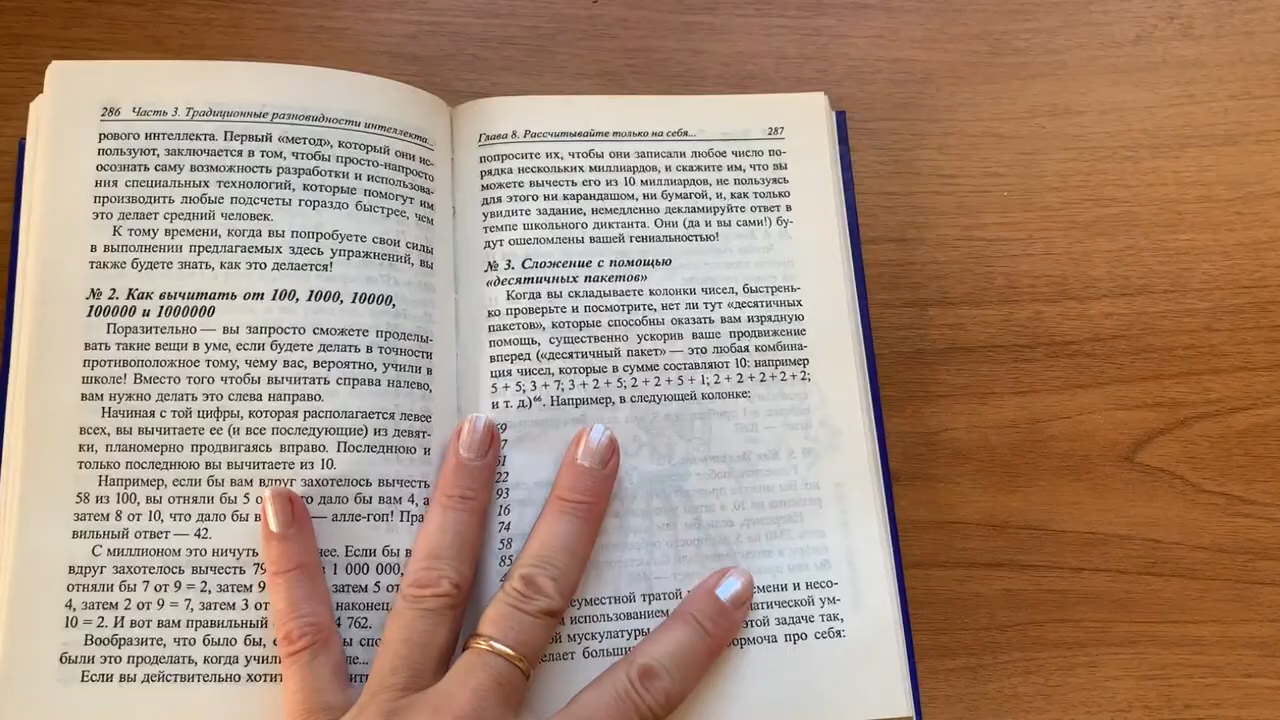 286 Часть 3. Традиционные разновидности интеллекта...
рового интеллекта. Первый «метод», который они ис-
пользуют, заключается в том, чтобы просто-напросто
осознать саму возможность разработки и использова-
ния специальных технологий, которые помогут им
производить любые подсчеты гораздо быстрее, чем
это делает средний человек.
К тому времени, когда вы попробуете свои силы
в выполнении предлагаемых здесь упражнений, вы
также будете знать, как это делается!
№ 2. Как вычитать от 100, 1000, 10000,
100000 и 1000000
Поразительно — вы запросто сможете проделы-
вать такие вещи в уме, если будете делать в точности
противоположное тому, чему вас, вероятно, учили в
школе! Вместо того чтобы вычитать справа налево,
вам нужно делать это слева направо.
Начиная с той цифры, которая располагается левее
всех, вы вычитаете ее (и все последующие) из девят-
ки, планомерно продвигаясь вправо. Последнюю и
только последнюю вы вычитаете из 10.
Например, если бы вам вдруг захотелось вычесть
58 из 100, вы отняли бы 5 о дало бы вам 4, а
затем 8 от 10, что дало бы в — алле-гоп! Пра-
вильный ответ — 42.
С миллионом это ничуть нее. Если бы в
вдруг захотелось вычесть 1 000 000,
отняли бы 7 от 9 = 2, затем 9 затем 5 от
4, затем 2 от 9 = 7, затем 3 от наконец
10 = 2. И вот вам правильный 4 762.
Вообразите, что было бы, спо
были это проделать, когда учил ле...
Если вы действительно хотит
Глава 8. Рассчитывайте только на себя... 287
попросите их, чтобы они записали любое число по-
рядка нескольких миллиардов, и скажите им, что вы
можете вычесть его из 10 миллиардов, не пользуясь
для этого ни карандашом, ни бумагой, и, как только
увидите задание, немедленно декламируйте ответ в
темпе школьного диктанта. Они (да и вы сами!) бу-
дут ошеломлены вашей гениальностью!
№ 3. Сложение с помощью
«десятичных пакетов»
Когда вы складываете колонки чисел, быстрень-
ко проверьте и посмотрите, нет ли тут «десятичных
пакетов», которые способны оказать вам изрядную
помощь, существенно ускорив ваше продвижение
вперед («десятичный пакет» — это любая комбина-
ция чисел, которые в сумме составляют 10: например
5 + 5; 3 + 7; 3 + 2 + 5; 2 + 2 + 5 + 1; 2 + 2 + 2 + 2 + 2;
и т. д.)⁶⁶. Например, в следующей колонке:
69
7
51
22
93
16
74
58
85
4
еуместной тратой емени и несо-
м использованием атической ум-
ой мускулатуры этой задаче так,
делает больши ормоча про себя: